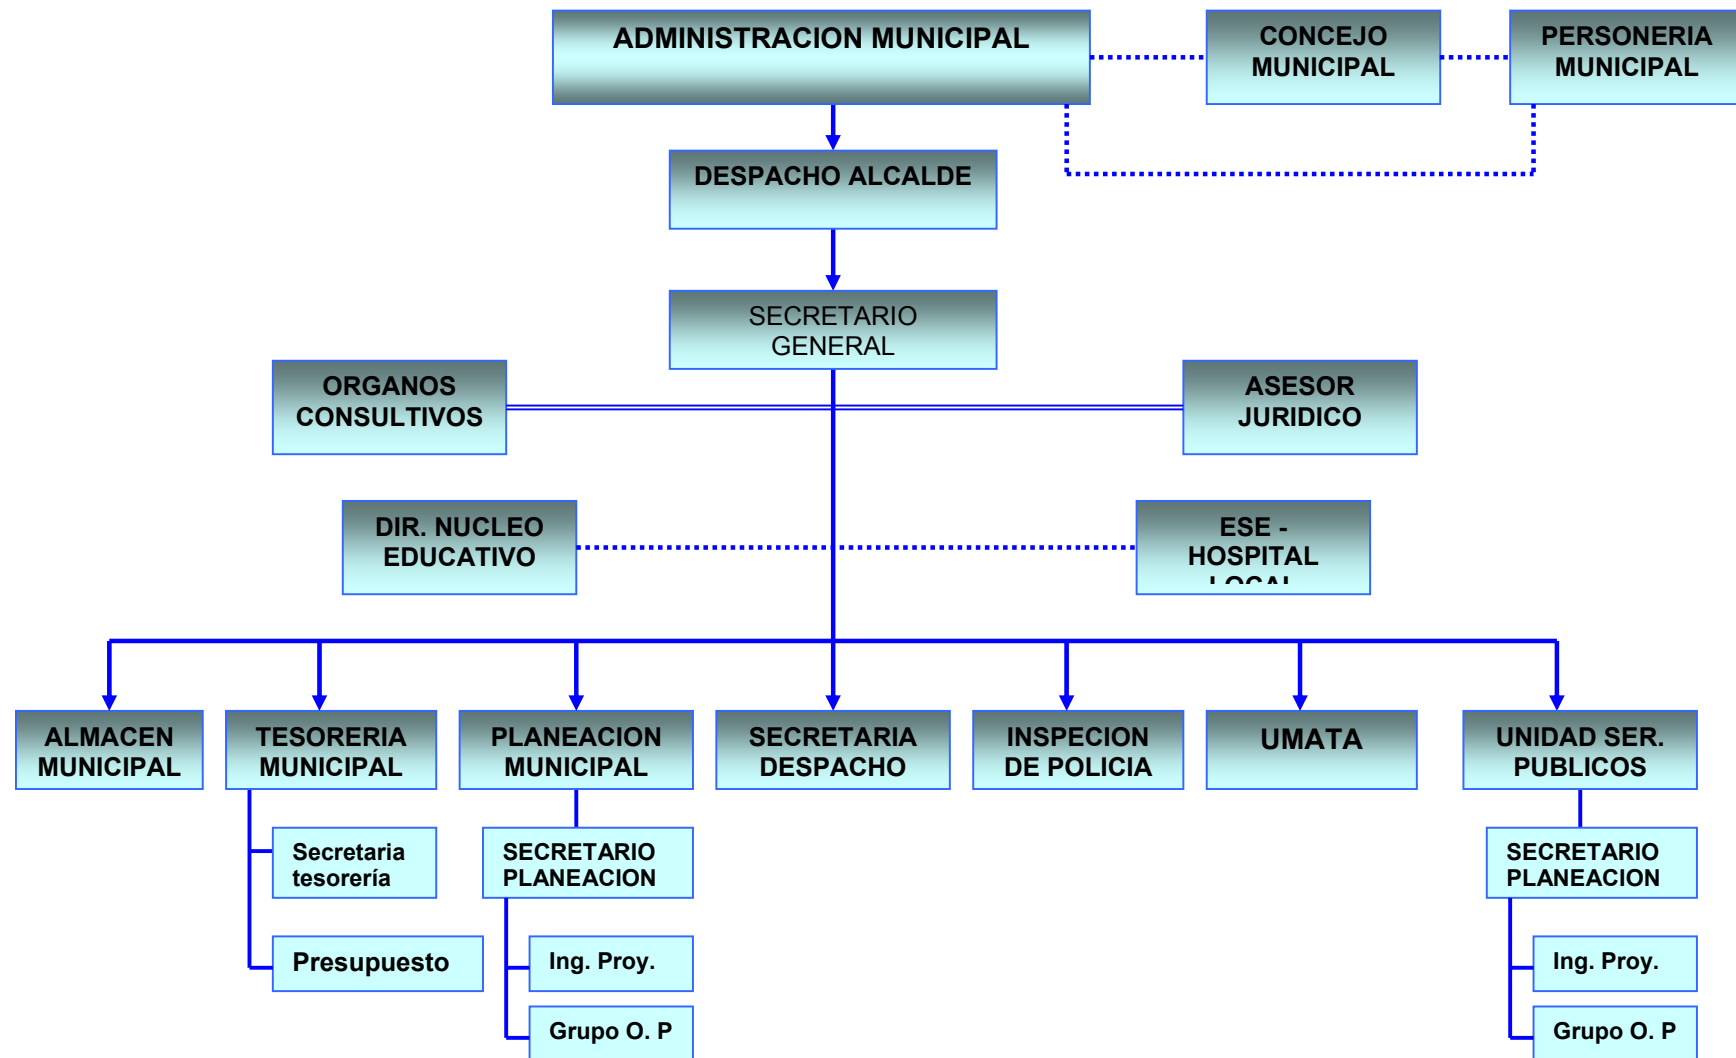 ADMINISTRACION MUNICIPAL
CONCEJO
MUNICIPAL
PERSONERIA
MUNICIPAL
DESPACHO ALCALDE
SECRETARIO
GENERAL
ORGANOS
CONSULTIVOS
ASESOR
JURIDICO
DIR. NUCLEO
EDUCATIVO
ESE -
HOSPITAL
LOCAL
ALMACEN
MUNICIPAL
TESORERIA
MUNICIPAL
PLANEACION
MUNICIPAL
SECRETARIA
DESPACHO
INSPECION
DE POLICIA
UMATA
UNIDAD SER.
PUBLICOS
Secretaria
tesorería
Presupuesto
SECRETARIO
PLANEACION
Ing. Proy.
Grupo O. P
SECRETARIO
PLANEACION
Ing. Proy.
Grupo O. P